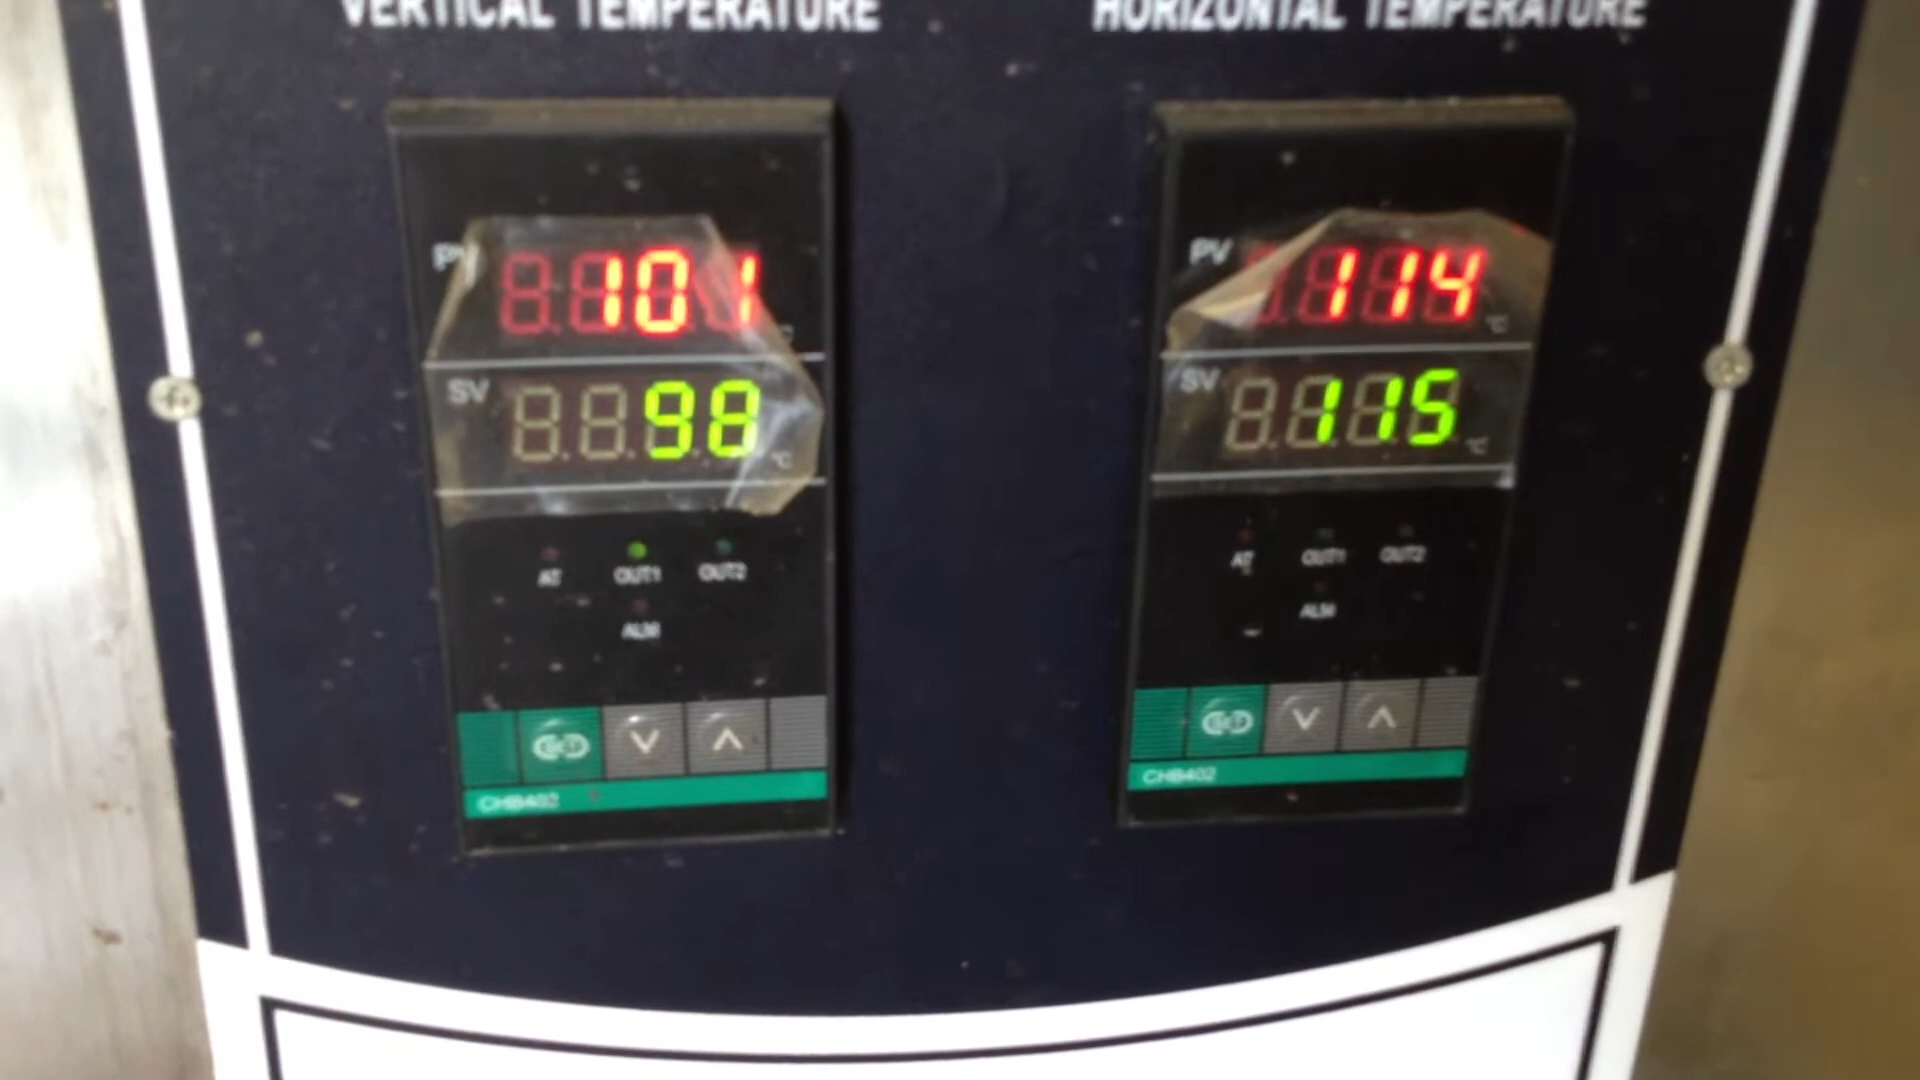 VERTICAL TEMPERATURE
HORIZONTAL TEMPERATURE
PV 101 °C
SV 98 °C
AT OUT1 OUT2
ALM
CHB402
PV 114 °C
SV 115 °C
AT OUT1 OUT2
ALM
CHB402